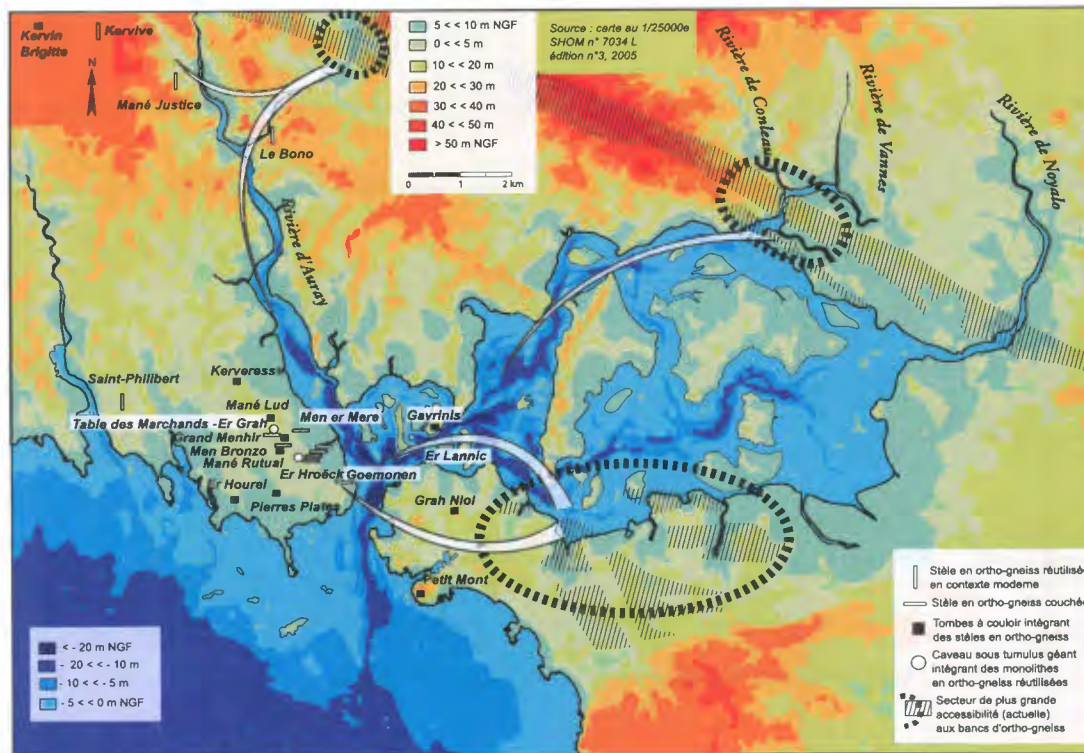 Kervin
Brigitte
Kervive
N
Mané Justice
Le Bono
Rivière d'Auray
5 << 10 m NGF
0 << 5 m
10 << 20 m
20 << 30 m
30 << 40 m
40 << 50 m
> 50 m NGF
0 1 2 km
Source : carte au 1/25000e
SHOM n° 7034 L
édition n°3, 2005
Rivière de Conleau
Rivière de Vannes
Rivière de Noyalo
Saint-Philibert
Kerveress
Mané Lud
Table des Marchands - Er Grah
Grand Menhir
Men Bronzo
Mané Rutual
Er Hroëck
Er Hourel
Pierres Plates
Men er Mere
Goemonen
Gavrinis
Er Lannic
Grah Niol
Petit Mont
< - 20 m NGF
- 20 << - 10 m
- 10 << - 5 m
- 5 << 0 m NGF
Stèle en ortho-gneiss réutilisée
en contexte moderne
Stèle en ortho-gneiss couchée
Tombes à couloir intégrant
des stèles en ortho-gneiss
Caveau sous tumulus géant
intégrant des monolithes
en ortho-gneiss réutilisées
Secteur de plus grande
accessibilité (actuelle)
aux bancs d'ortho-gneiss